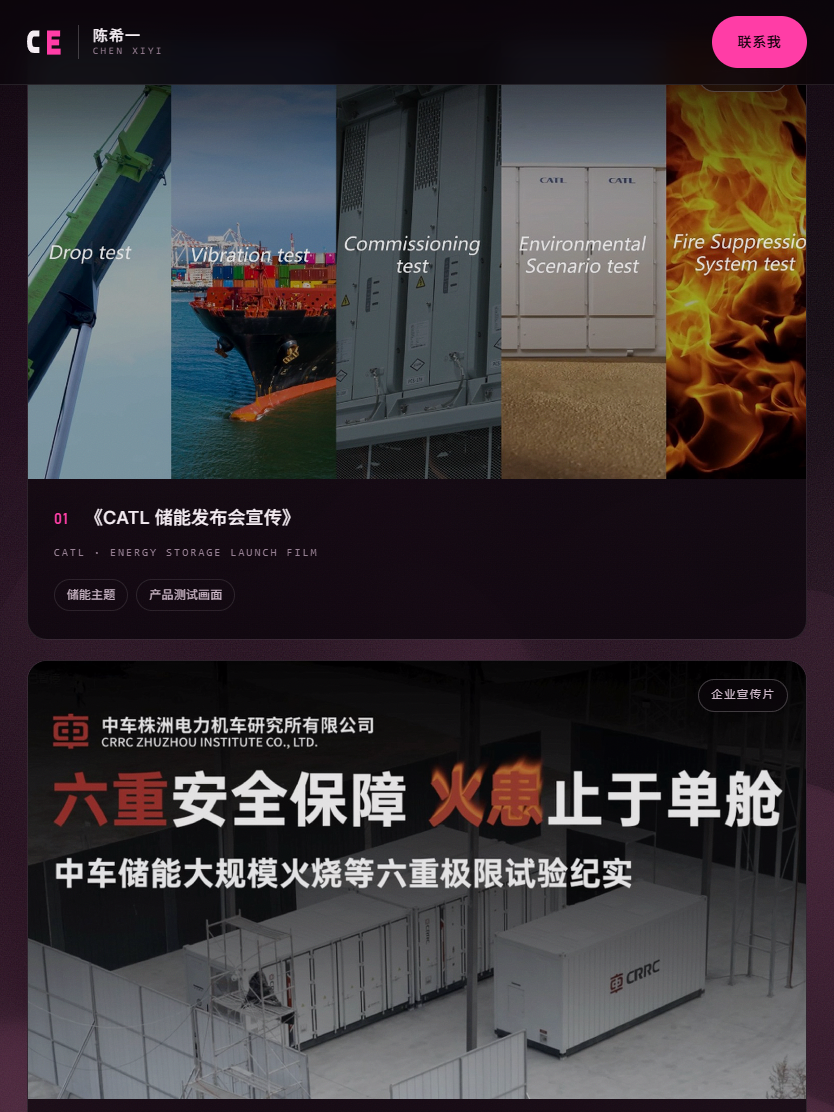 CE
陈希一
CHEN XIYI
联系我
Drop test
Vibration test
Commissioning
test
Environmental
Scenario test
CATL CATL
Fire Suppressio
System test
01 《CATL 储能发布会宣传》
CATL · ENERGY STORAGE LAUNCH FILM
储能主题 产品测试画面
企业宣传片
中车株洲电力机车研究所有限公司
CRRC ZHUZHOU INSTITUTE CO., LTD.
六重安全保障 火患止于单舱
中车储能大规模火烧等六重极限试验纪实
CRRC